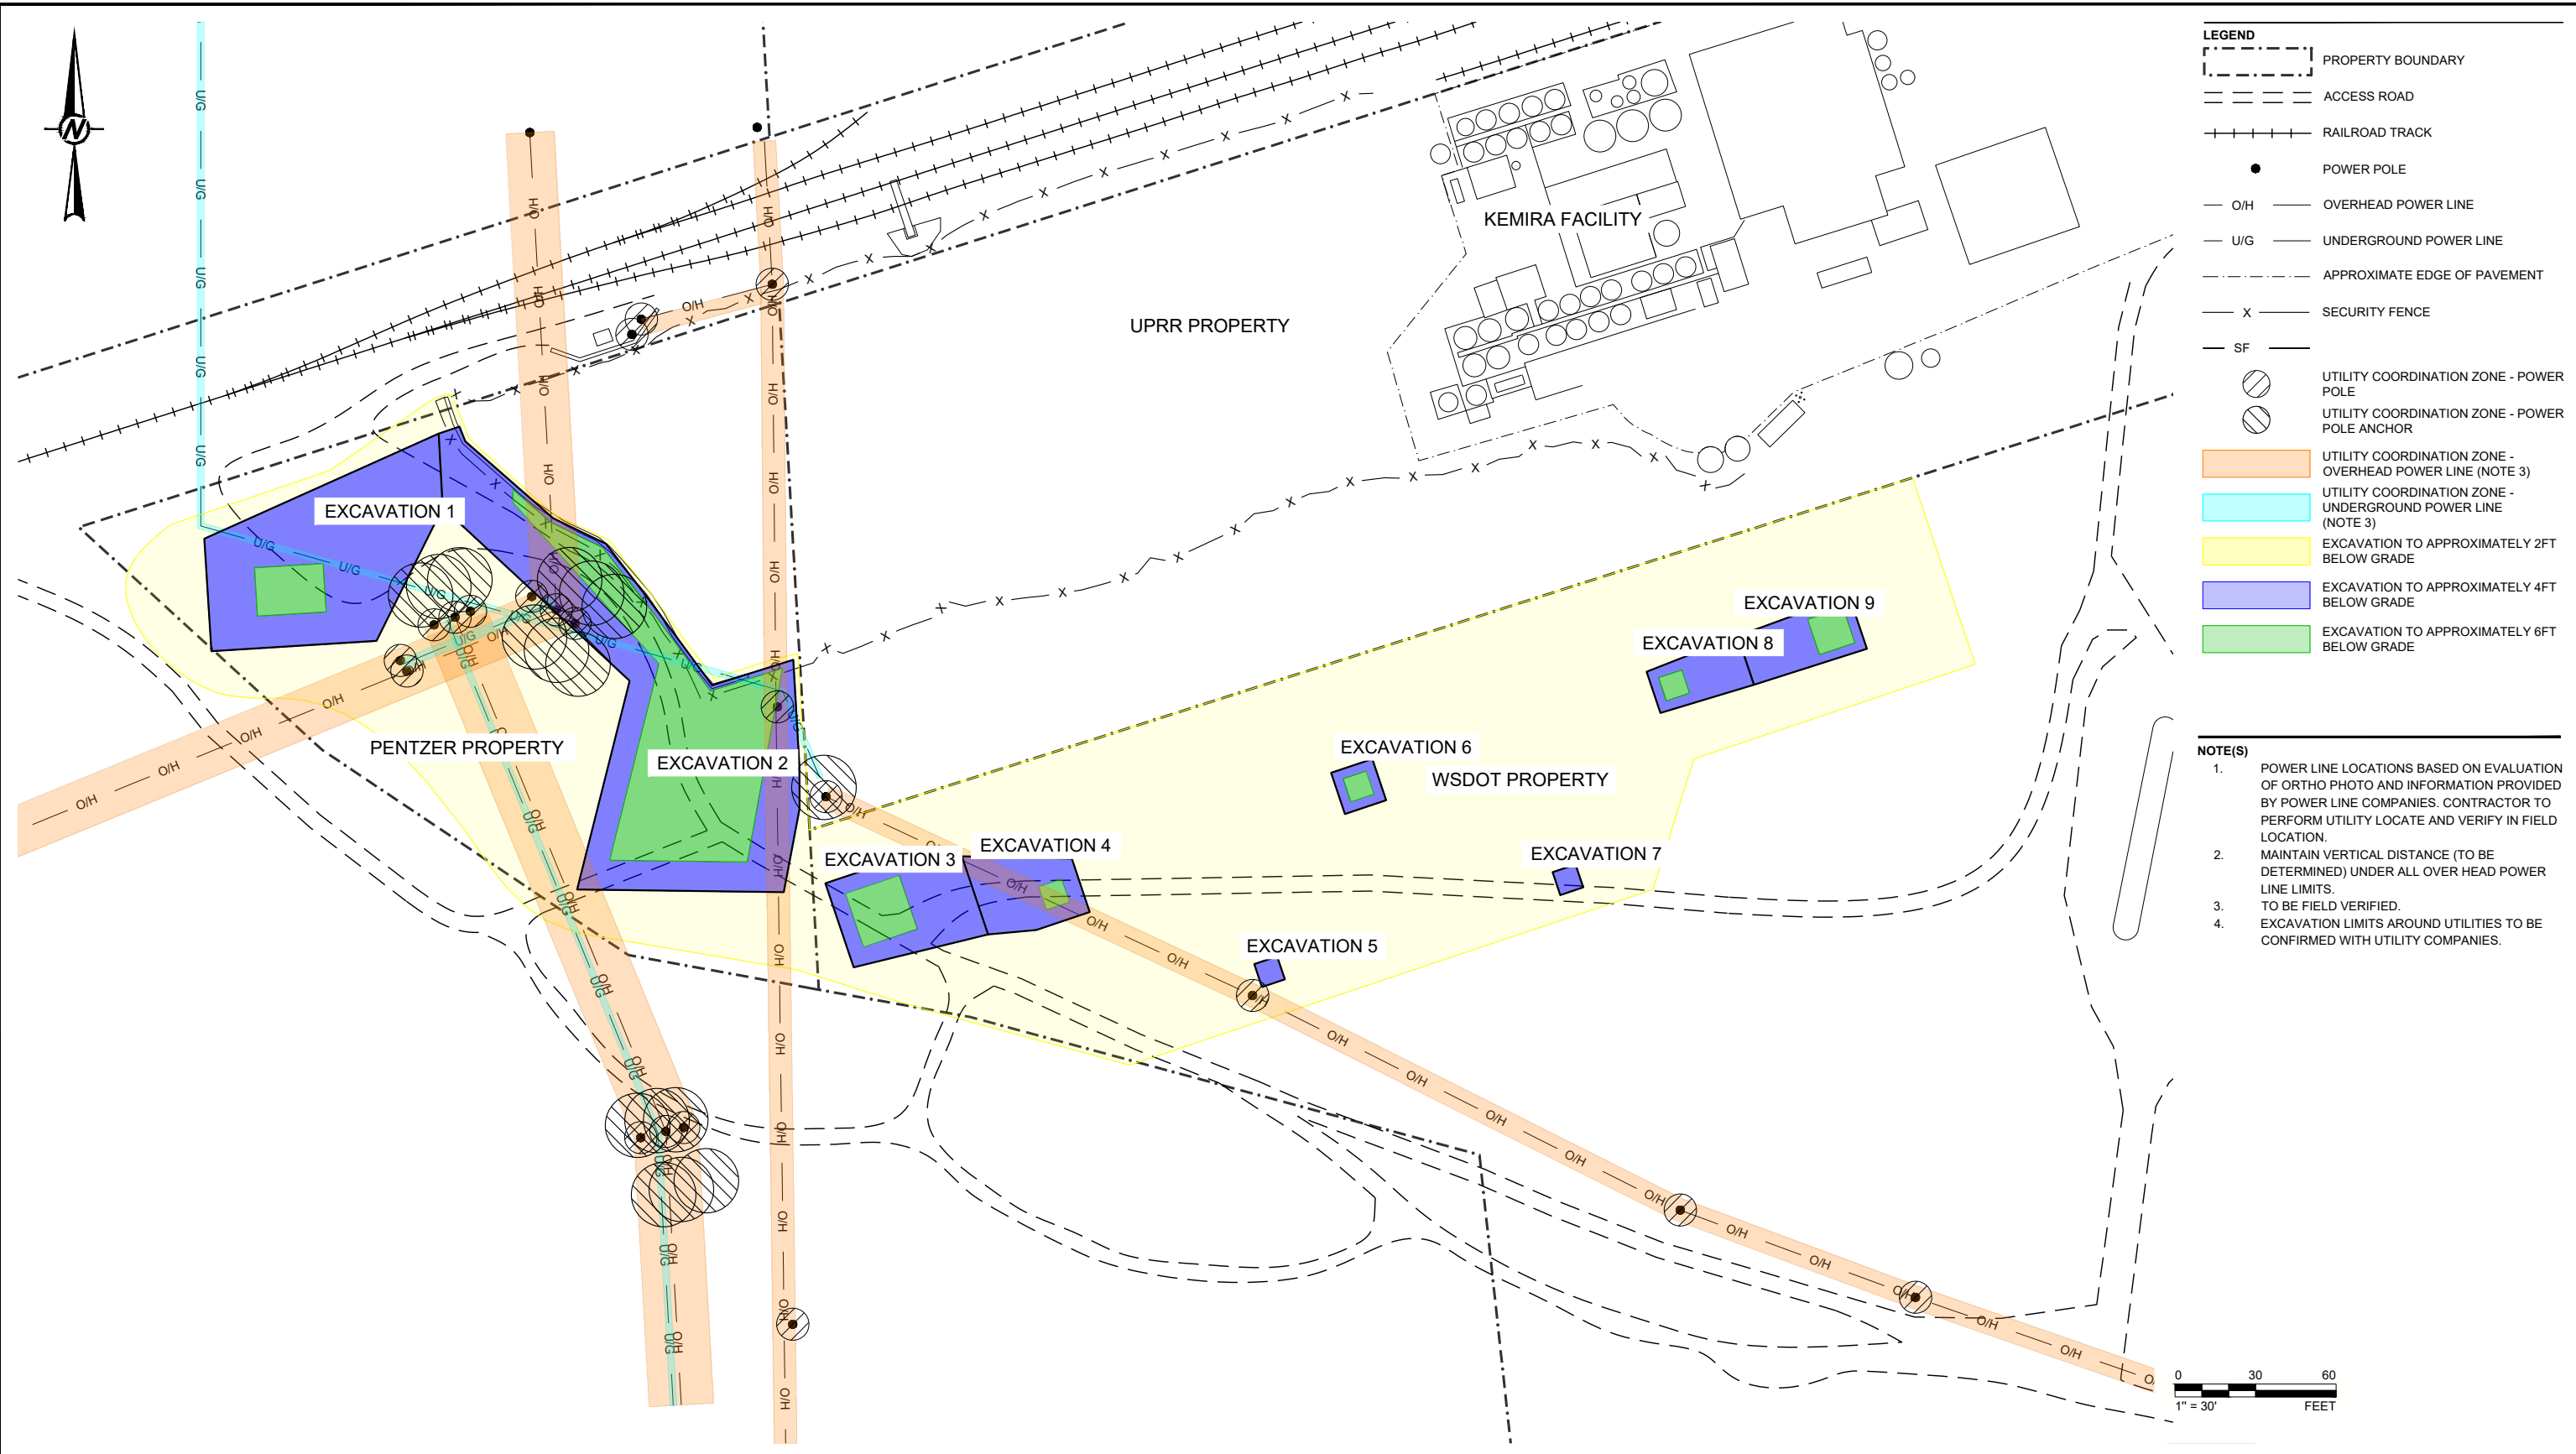 N
KEMIRA FACILITY
UPRR PROPERTY
EXCAVATION 1
EXCAVATION 9
EXCAVATION 8
PENTZER PROPERTY
EXCAVATION 2
EXCAVATION 6
WSDOT PROPERTY
EXCAVATION 3
EXCAVATION 4
EXCAVATION 7
EXCAVATION 5
U/G
U/G
U/G
U/G
U/G
U/G
U/G
U/G
U/G
U/G
U/G
U/G
O/H
O/H
O/H
O/H
O/H
O/H
O/H
O/H
O/H
O/H
O/H
O/H
X
X
X
X
X
X
LEGEND
PROPERTY BOUNDARY
ACCESS ROAD
RAILROAD TRACK
POWER POLE
O/H
OVERHEAD POWER LINE
U/G
UNDERGROUND POWER LINE
APPROXIMATE EDGE OF PAVEMENT
X
SECURITY FENCE
SF
UTILITY COORDINATION ZONE - POWER
POLE
UTILITY COORDINATION ZONE - POWER
POLE ANCHOR
UTILITY COORDINATION ZONE -
OVERHEAD POWER LINE (NOTE 3)
UTILITY COORDINATION ZONE -
UNDERGROUND POWER LINE
(NOTE 3)
EXCAVATION TO APPROXIMATELY 2FT
BELOW GRADE
EXCAVATION TO APPROXIMATELY 4FT
BELOW GRADE
EXCAVATION TO APPROXIMATELY 6FT
BELOW GRADE
NOTE(S)
1. POWER LINE LOCATIONS BASED ON EVALUATION
OF ORTHO PHOTO AND INFORMATION PROVIDED
BY POWER LINE COMPANIES. CONTRACTOR TO
PERFORM UTILITY LOCATE AND VERIFY IN FIELD
LOCATION.
2. MAINTAIN VERTICAL DISTANCE (TO BE
DETERMINED) UNDER ALL OVER HEAD POWER
LINE LIMITS.
3. TO BE FIELD VERIFIED.
4. EXCAVATION LIMITS AROUND UTILITIES TO BE
CONFIRMED WITH UTILITY COMPANIES.
0 30 60
1" = 30' FEET